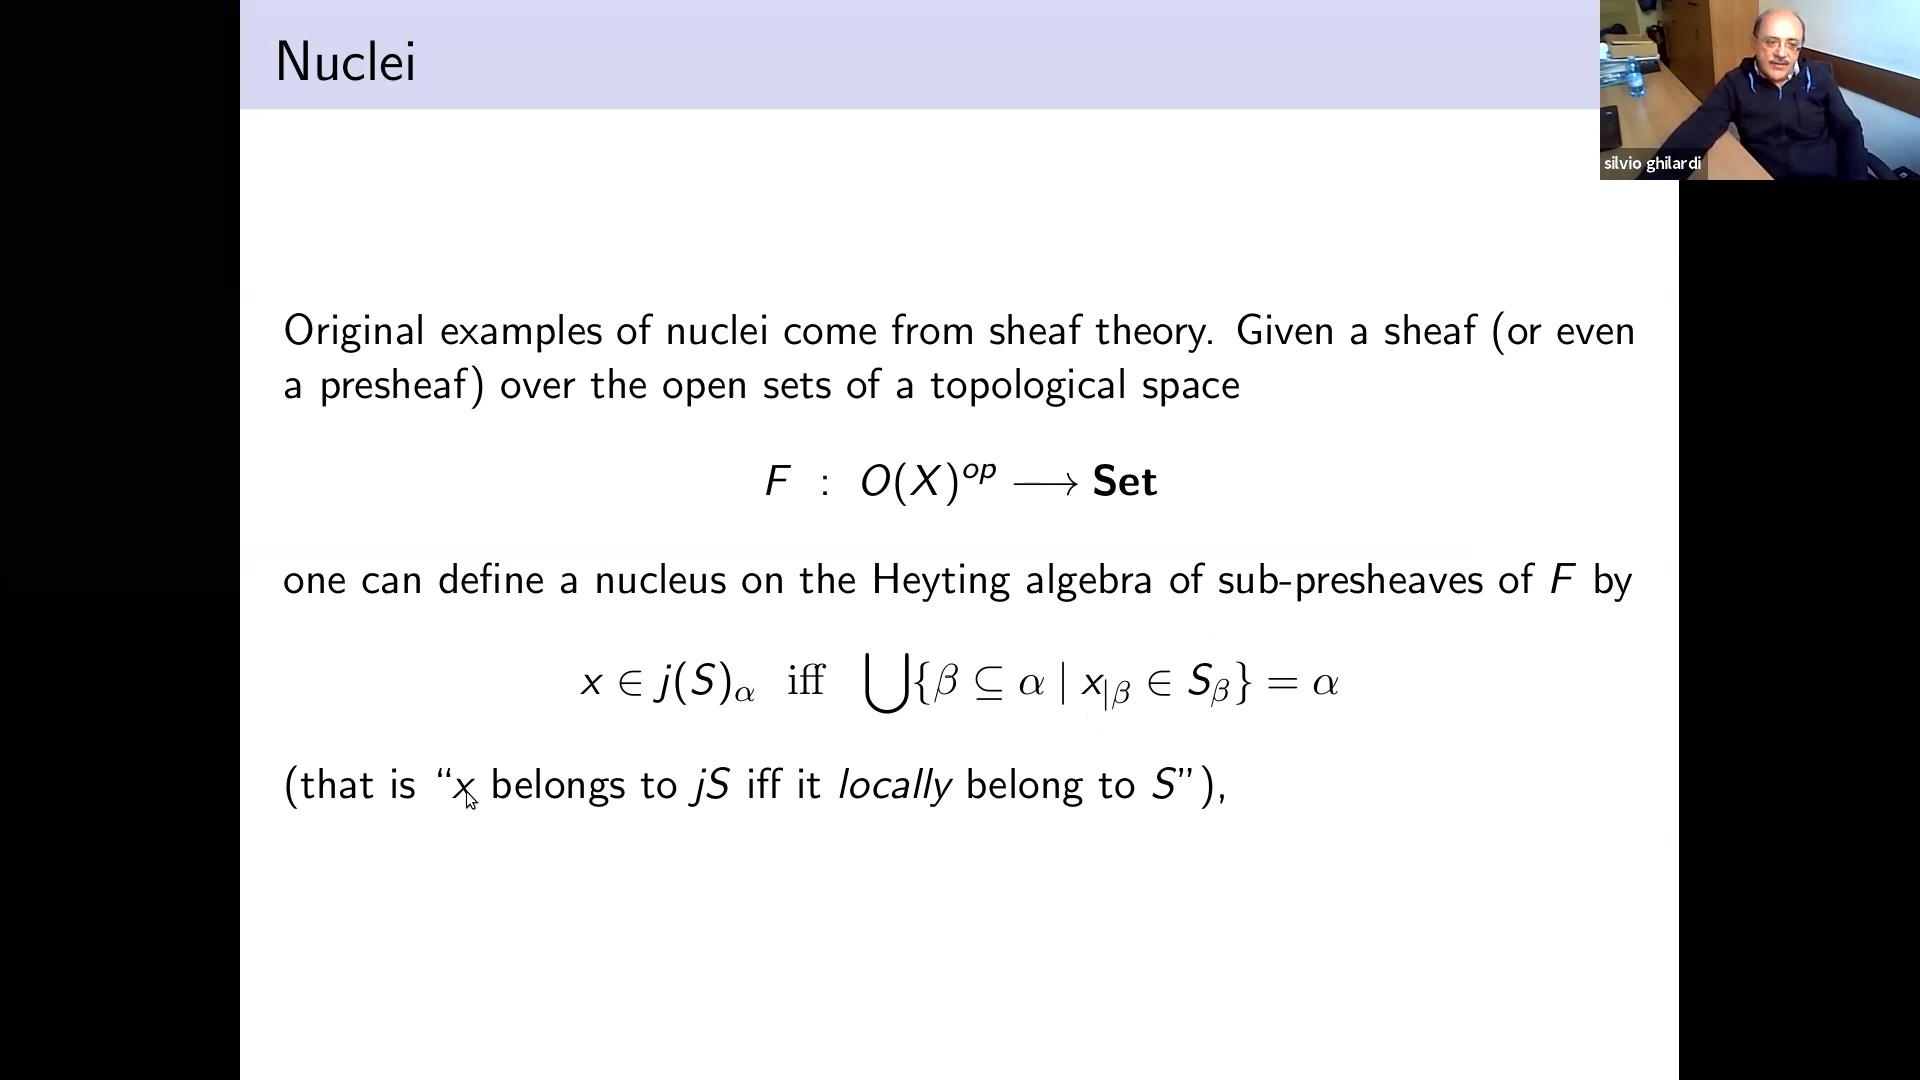 Nuclei
silvio ghilardi
Original examples of nuclei come from sheaf theory. Given a sheaf (or even
a presheaf) over the open sets of a topological space
F : O(X)^{op} ⟶ Set
one can define a nucleus on the Heyting algebra of sub-presheaves of F by
x ∈ j(S)_α iff ⋃{β ⊆ α | x_{|β} ∈ S_β} = α
(that is “x belongs to jS iff it locally belong to S”),